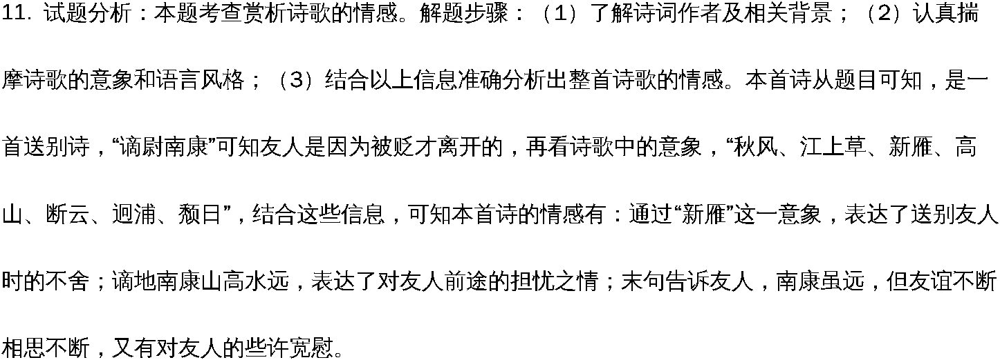 11. 试题分析：本题考查赏析诗歌的情感。解题步骤：（1）了解诗词作者及相关背景；（2）认真揣
摩诗歌的意象和语言风格；（3）结合以上信息准确分析出整首诗歌的情感。本首诗从题目可知，是一
首送别诗，“谪尉南康”可知友人是因为被贬才离开的，再看诗歌中的意象，“秋风、江上草、新雁、高
山、断云、迥浦、颓日”，结合这些信息，可知本首诗的情感有：通过“新雁”这一意象，表达了送别友人
时的不舍；谪地南康山高水远，表达了对友人前途的担忧之情；末句告诉友人，南康虽远，但友谊不断
相思不断，又有对友人的些许宽慰。